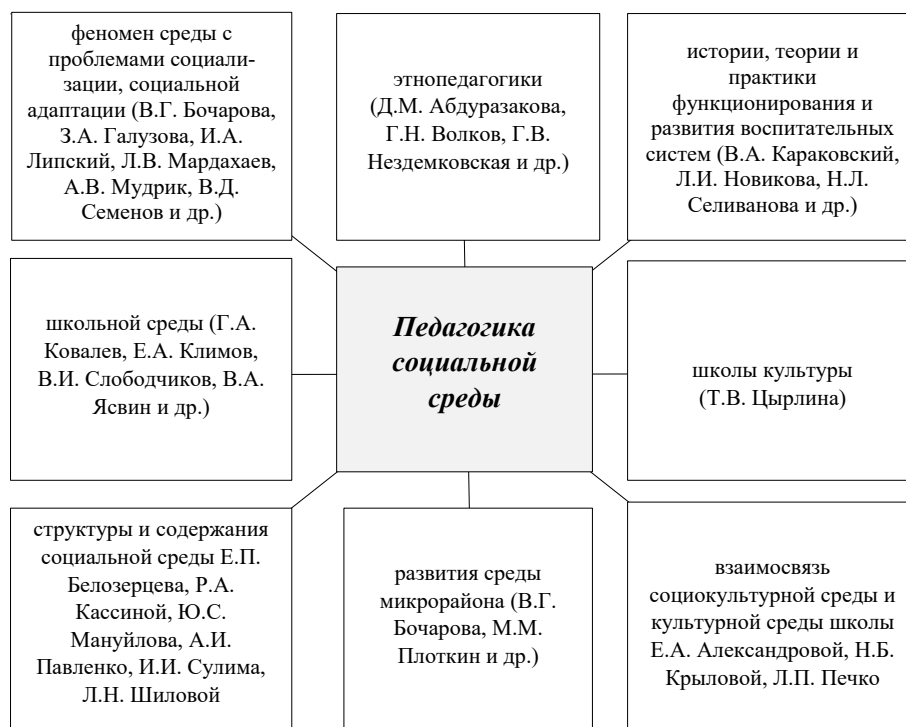 феномен среды с
проблемами социали-
зации, социальной
адаптации (В.Г. Бочарова,
З.А. Галузова, И.А.
Липский, Л.В. Мардахаев,
А.В. Мудрик, В.Д.
Семенов и др.)
этнопедагогики
(Д.М. Абдуразакова,
Г.Н. Волков, Г.В.
Нездемковская и др.)
истории, теории и
практики
функционирования и
развития воспитательных
систем (В.А. Караковский,
Л.И. Новикова, Н.Л.
Селиванова и др.)
школьной среды (Г.А.
Ковалев, Е.А. Климов,
В.И. Слободчиков, В.А.
Ясвин и др.)
Педагогика
социальной
среды
школы культуры
(Т.В. Цырлина)
структуры и содержания
социальной среды Е.П.
Белозерцева, Р.А.
Кассиной, Ю.С.
Мануйлова, А.И.
Павленко, И.И. Сулима,
Л.Н. Шиловой
развития среды
микрорайона (В.Г.
Бочарова, М.М.
Плоткин и др.)
взаимосвязь
социокультурной среды и
культурной среды школы
Е.А. Александровой, Н.Б.
Крыловой, Л.П. Печко